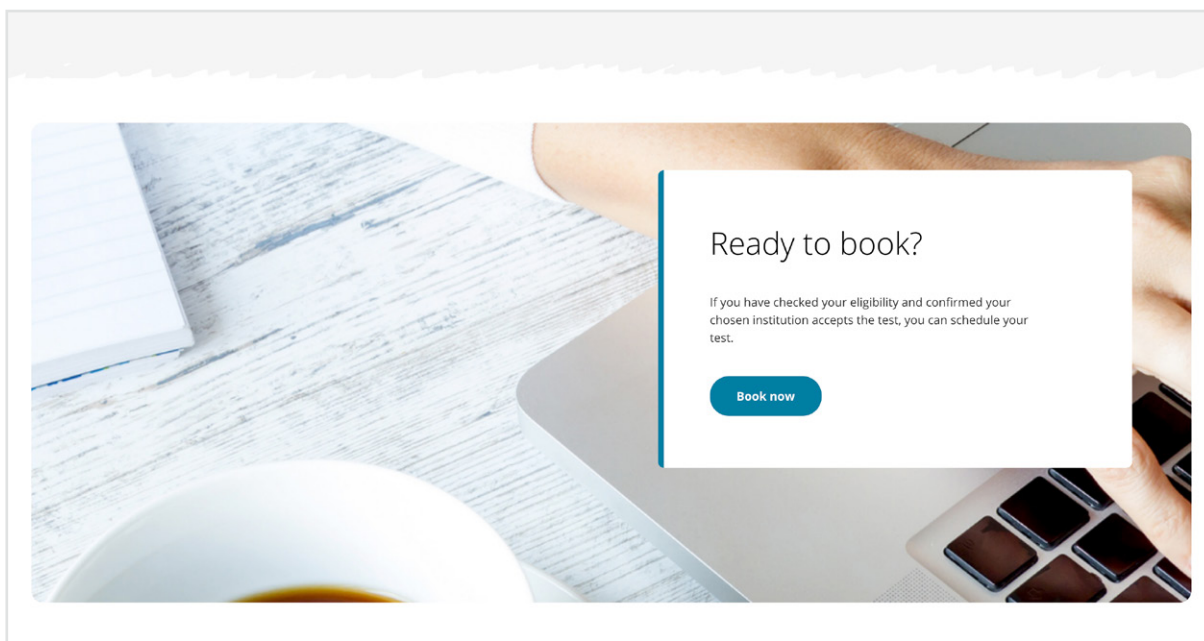 Ready to book?
If you have checked your eligibility and confirmed your
chosen institution accepts the test, you can schedule your
test.
Book now